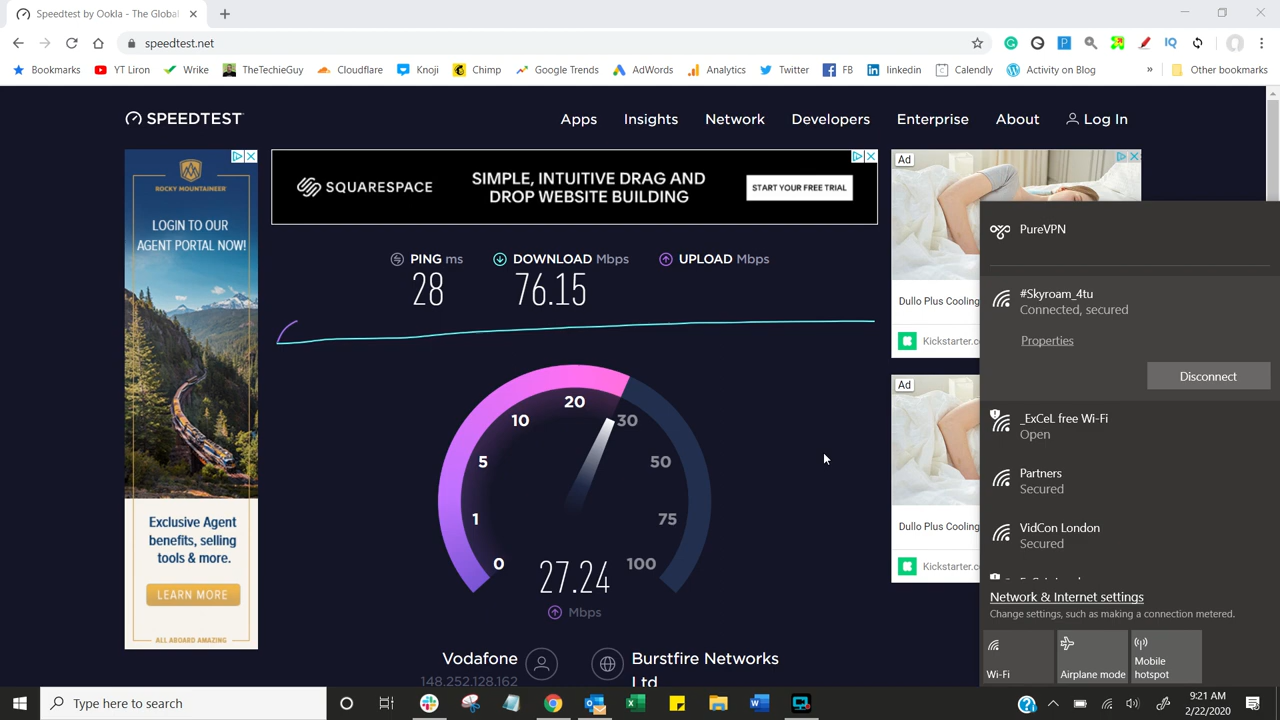 Speedtest by Ookla - The Global
speedtest.net
Bookmarks
YT Liron
Wrike
TheTechieGuy
Cloudflare
Knoji
Chimp
Google Trends
AdWords
Analytics
Twitter
FB
linkedin
Calendly
Activity on Blog
»
Other bookmarks
SPEEDTEST
Apps
Insights
Network
Developers
Enterprise
About
Log In
ROCKY MOUNTAINEER
LOGIN TO OUR
AGENT PORTAL NOW!
Exclusive Agent
benefits, selling
tools & more.
LEARN MORE
ALL ABOARD AMAZING
SQUARESPACE
SIMPLE, INTUITIVE DRAG AND
DROP WEBSITE BUILDING
START YOUR FREE TRIAL
PING ms
28
DOWNLOAD Mbps
76.15
UPLOAD Mbps
0
1
5
10
20
30
50
75
100
27.24
Mbps
Vodafone
148.252.128.162
Burstfire Networks
Ltd
Ad
Dullo Plus Cooling
Kickstarter.c
Ad
Dullo Plus Cooling
Kickstarter.c
PureVPN
#Skyroam_4tu
Connected, secured
Properties
Disconnect
_ExCeL free Wi-Fi
Open
Partners
Secured
VidCon London
Secured
Network & Internet settings
Change settings, such as making a connection metered.
Wi-Fi
Airplane mode
Mobile
hotspot
Type here to search
9:21 AM
2/22/2020